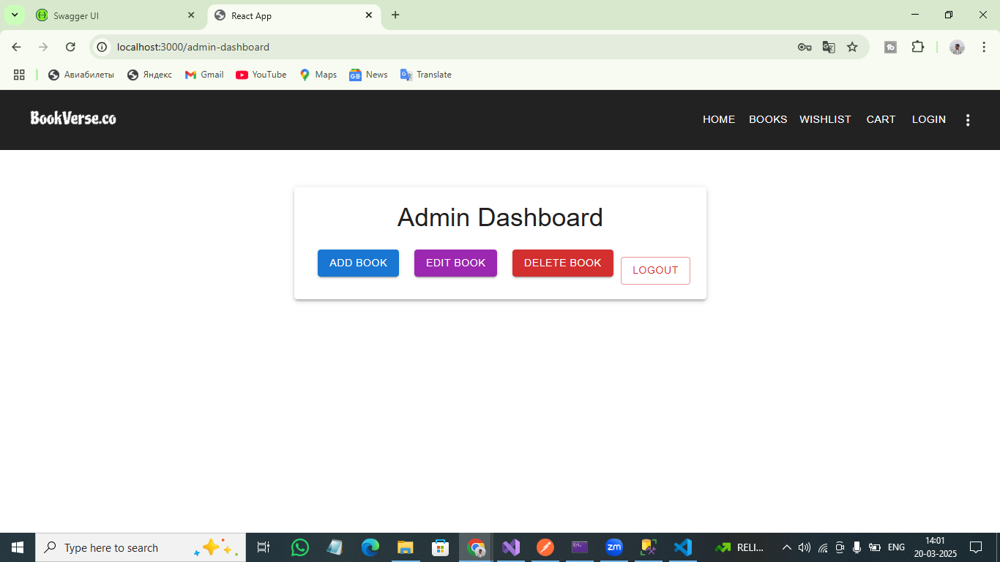 Swagger UI
React App
localhost:3000/admin-dashboard
Авиабилеты
Яндекс
Gmail
YouTube
Maps
News
Translate
BookVerse.co
HOME
BOOKS
WISHLIST
CART
LOGIN
Admin Dashboard
ADD BOOK
EDIT BOOK
DELETE BOOK
LOGOUT
Type here to search
zm
RELI...
ENG
14:01
20-03-2025